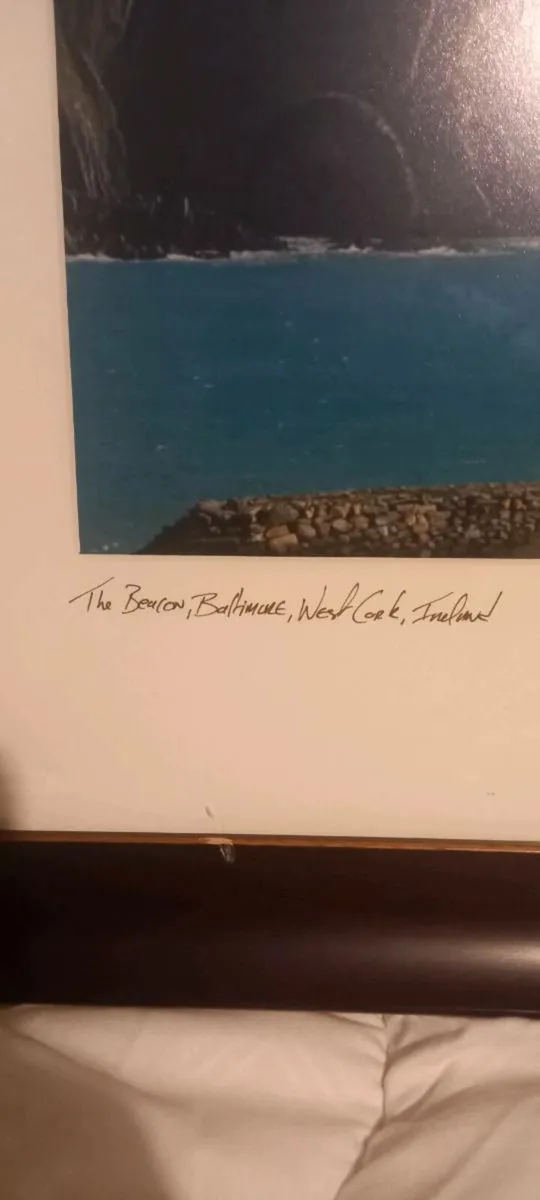 The Beacon, Baltimore, West Cork, Ireland